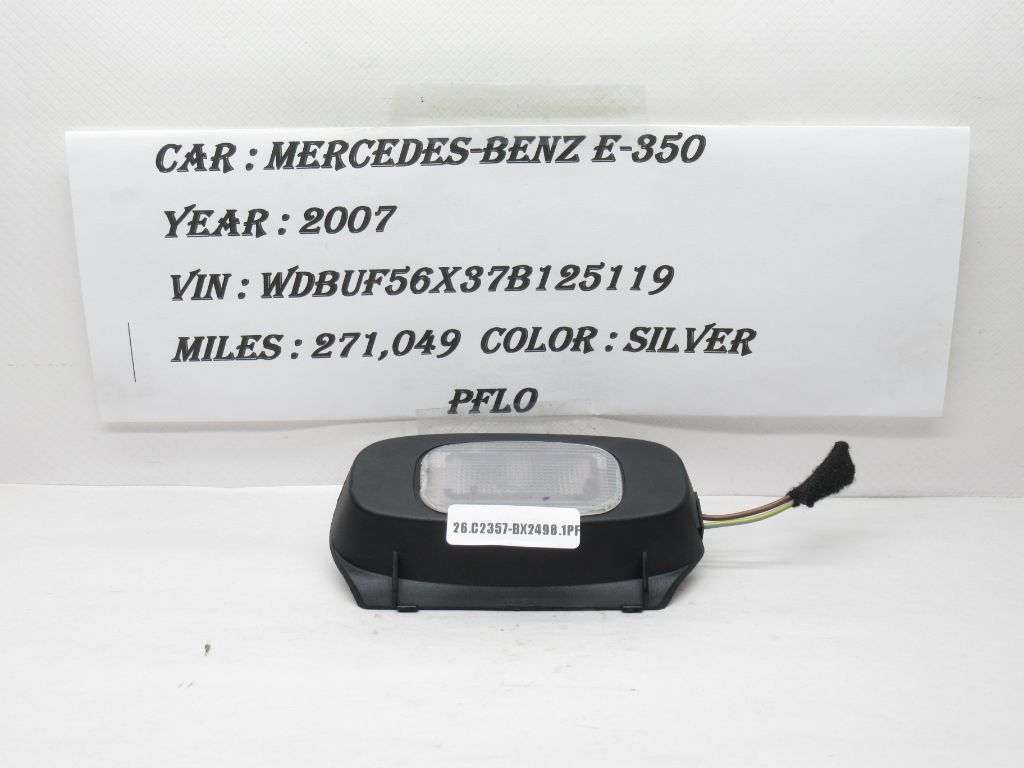 CAR : MERCEDES-BENZ E-350
YEAR : 2007
VIN : WDBUF56X37B125119
MILES : 271,049 COLOR : SILVER
PFLO
26.C2357-BX2498.1PF